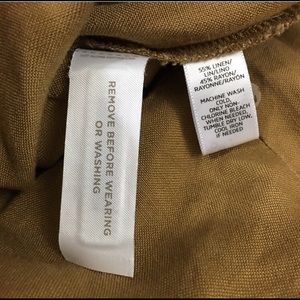 REMOVE BEFORE WEARING
OR WASHING
55% LINEN/
LIN/LINO
45% RAYON/
RAYONNE/RAYON
MACHINE WASH
COLD,
ONLY NON-
CHLORINE BLEACH
WHEN NEEDED,
TUMBLE DRY LOW,
COOL IRON
IF NEEDED